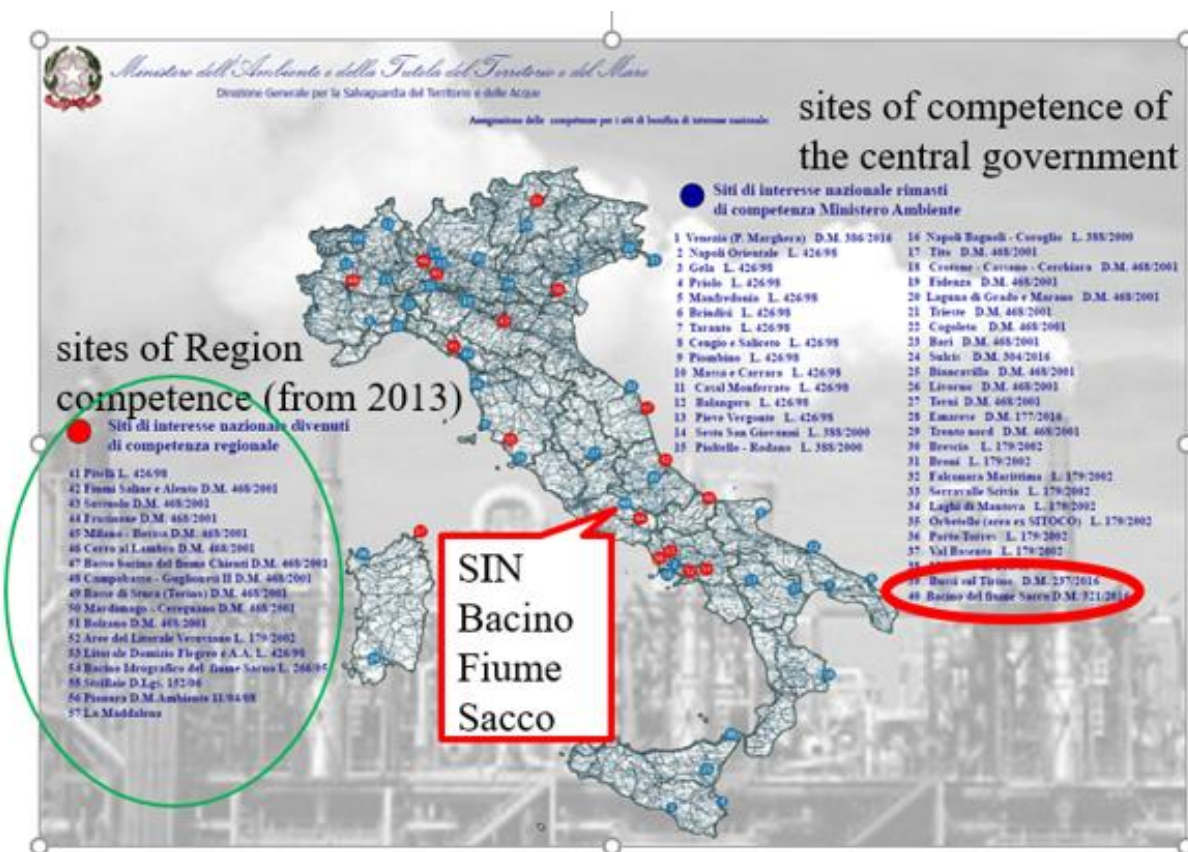 Ministero dell'Ambiente e della Tutela del Territorio e del Mare
Direzione Generale per la Salvaguardia del Territorio e delle Acque
Assegnazione delle competenze per i siti di bonifica di interesse nazionale
sites of competence of
the central government
Siti di interesse nazionale rimasti
di competenza Ministero Ambiente
1 Venezia (P. Marghera) D.M. 386/2016
2 Napoli Orientale L. 426/98
3 Gela L. 426/98
4 Priolo L. 426/98
5 Manfredonia L. 426/98
6 Brindisi L. 426/98
7 Taranto L. 426/98
8 Cengio e Saliceto L. 426/98
9 Piombino L. 426/98
10 Massa e Carrara L. 426/98
11 Casal Monferrato L. 426/98
12 Balangero L. 426/98
13 Pieve Vergonte L. 426/98
14 Sesto San Giovanni L. 388/2000
15 Pioltello - Rodano L. 388/2000
16 Napoli Bagnoli - Coroglio L. 388/2000
17 Tito D.M. 468/2001
18 Crotone - Cassano - Cerchiara D.M. 468/2001
19 Fidenza D.M. 468/2001
20 Laguna di Grado e Marano D.M. 468/2001
21 Trieste D.M. 468/2001
22 Cogoleto D.M. 468/2001
23 Bari D.M. 468/2001
24 Sulcis D.M. 304/2016
25 Biancavilla D.M. 468/2001
26 Livorno D.M. 468/2001
27 Terni D.M. 468/2001
28 Emarese D.M. 177/2016
29 Trento nord D.M. 468/2001
30 Brescia L. 179/2002
31 Broni L. 179/2002
32 Falconara Marittima L. 179/2002
33 Serravalle Scrivia L. 179/2002
34 Laghi di Mantova L. 179/2002
35 Orbetello (area ex SITOCO) L. 179/2002
36 Porto Torres L. 179/2002
37 Val Basento L. 179/2002
38
39 Bussi sul Tirino D.M. 237/2016
40 Bacino del fiume Sacco D.M. 321/2016
sites of Region
competence (from 2013)
Siti di interesse nazionale divenuti
di competenza regionale
41 Pitelli L. 426/98
42 Fiumi Saline e Alento D.M. 468/2001
43 Sassuolo D.M. 468/2001
44 Frosinone D.M. 468/2001
45 Milano - Bovisa D.M. 468/2001
46 Cerro al Lambro D.M. 468/2001
47 Basso bacino del fiume Chienti D.M. 468/2001
48 Campobasso - Guglionesi II D.M. 468/2001
49 Basse di Stura (Torino) D.M. 468/2001
50 Mardimago - Ceregnano D.M. 468/2001
51 Bolzano D.M. 468/2001
52 Aree del Litorale Vesuviano L. 179/2002
53 Litorale Domizio Flegreo e A.A. L. 426/98
54 Bacino Idrografico del fiume Sarno L. 266/05
55 Strillaie D.Lgs. 152/06
56 Pianura D.M. Ambiente 11/04/08
57 La Maddalena
SIN
Bacino
Fiume
Sacco